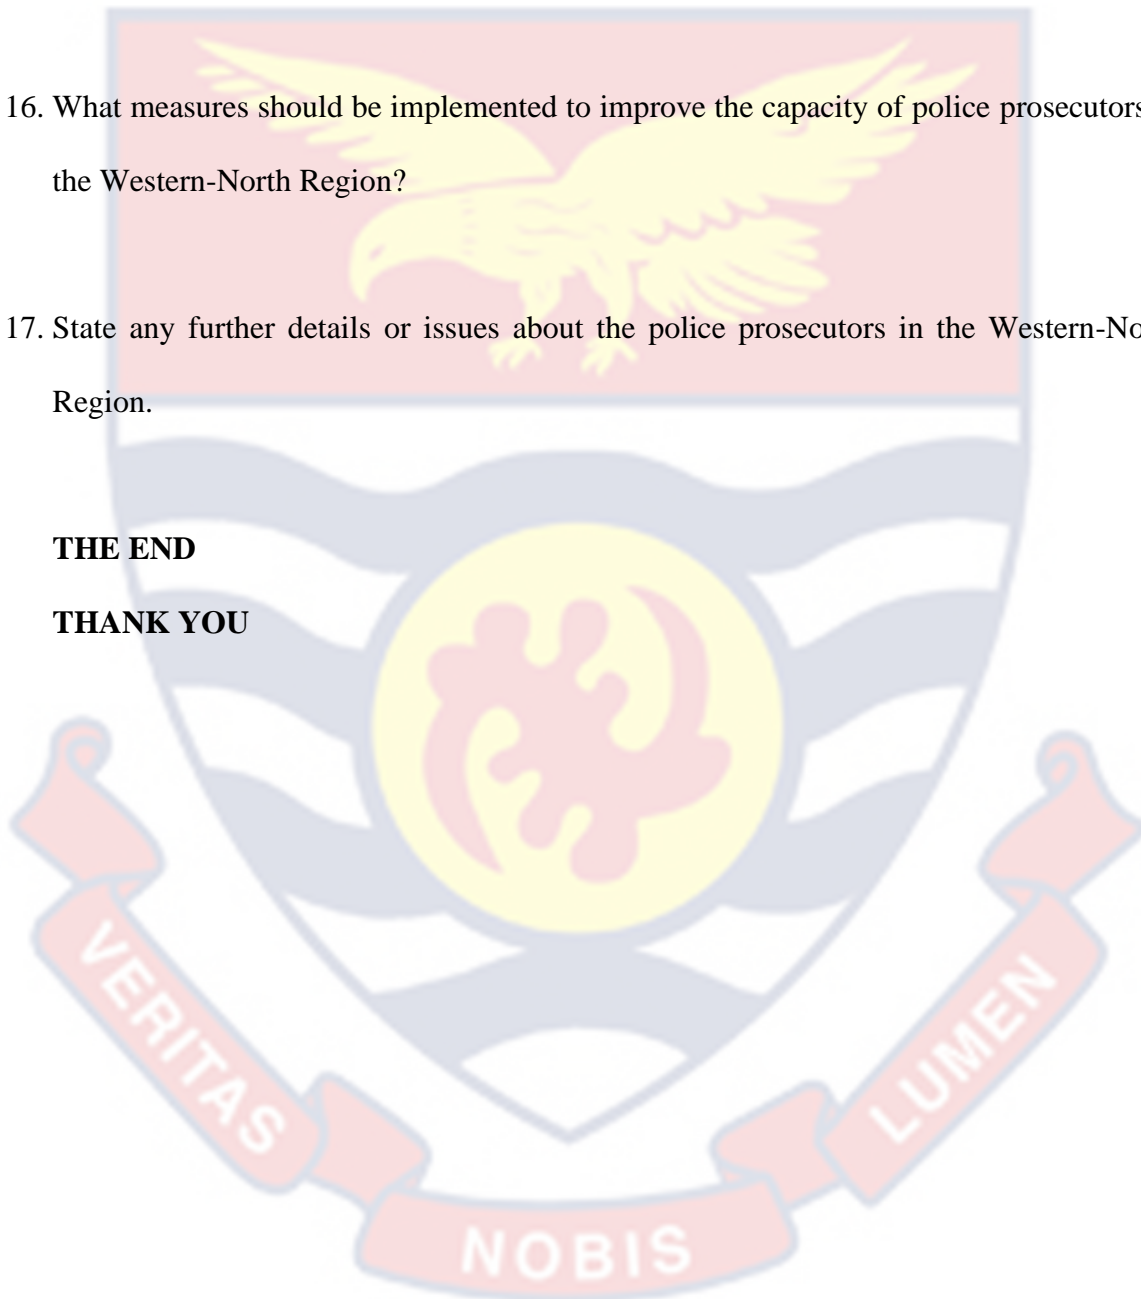 16. What measures should be implemented to improve the capacity of police prosecutors
the Western-North Region?
17. State any further details or issues about the police prosecutors in the Western-No
Region.
THE END
THANK YOU
VERITAS
NOBIS
LUMEN